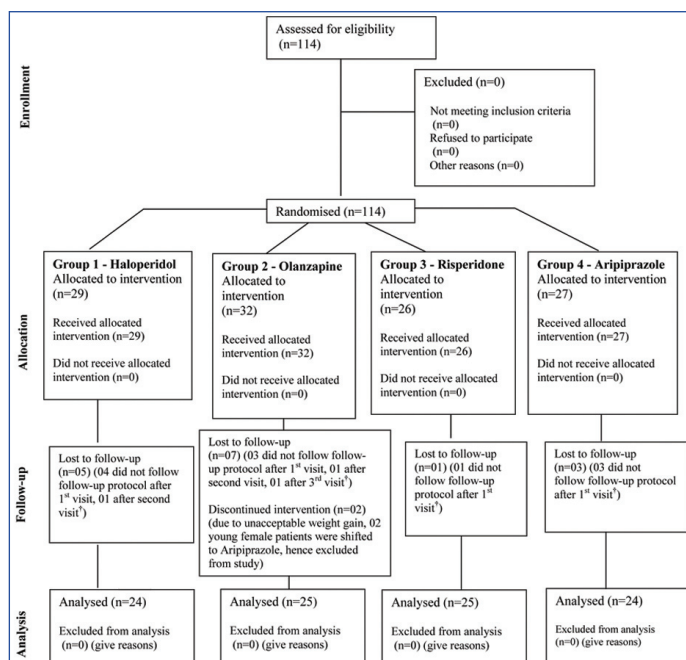 Assessed for eligibility
(n=114)
Enrollment
Excluded (n=0)
Not meeting inclusion criteria
(n=0)
Refused to participate
(n=0)
Other reasons (n=0)
Randomised (n=114)
Allocation
Group 1 - Haloperidol
Allocated to intervention
(n=29)
Received allocated
intervention (n=29)
Did not receive allocated
intervention (n=0)
Group 2 - Olanzapine
Allocated to
intervention
(n=32)
Received allocated
intervention (n=32)
Did not receive allocated
intervention (n=0)
Group 3 - Risperidone
Allocated to
intervention
(n=26)
Received allocated
intervention (n=26)
Did not receive allocated
intervention (n=0)
Group 4 - Aripiprazole
Allocated to intervention
(n=27)
Received allocated
intervention (n=27)
Did not receive allocated
intervention (n=0)
Follow-up
Lost to follow-up
(n=05) (04 did not follow
follow-up protocol after
1st visit, 01 after second
visit†)
Lost to follow-up
(n=07) (03 did not follow follow-
up protocol after 1st visit, 01 after
second visit, 01 after 3rd visit†)
Discontinued intervention (n=02)
(due to unacceptable weight gain, 02
young female patients were shifted
to Aripiprazole, hence excluded
from study)
Lost to follow-up
(n=01) (01 did not
follow follow-up
protocol after 1st
visit†)
Lost to follow-up
(n=03) (03 did not
follow follow-up protocol
after 1st visit†)
Analysis
Analysed (n=24)
Excluded from analysis
(n=0) (give reasons)
Analysed (n=25)
Excluded from analysis
(n=0) (give reasons)
Analysed (n=25)
Excluded from analysis
(n=0) (give reasons)
Analysed (n=24)
Excluded from analysis
(n=0) (give reasons)